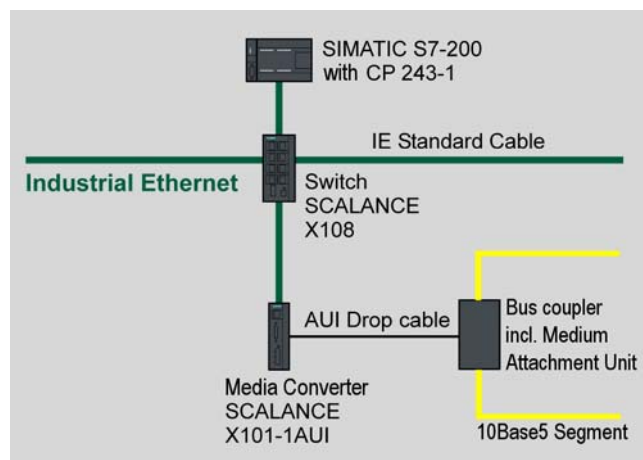 SIMATIC S7-200
with CP 243-1
IE Standard Cable
Industrial Ethernet
Switch
SCALANCE
X108
AUI Drop cable
Bus coupler
incl. Medium
Attachment Unit
Media Converter
SCALANCE
X101-1AUI
10Base5 Segment